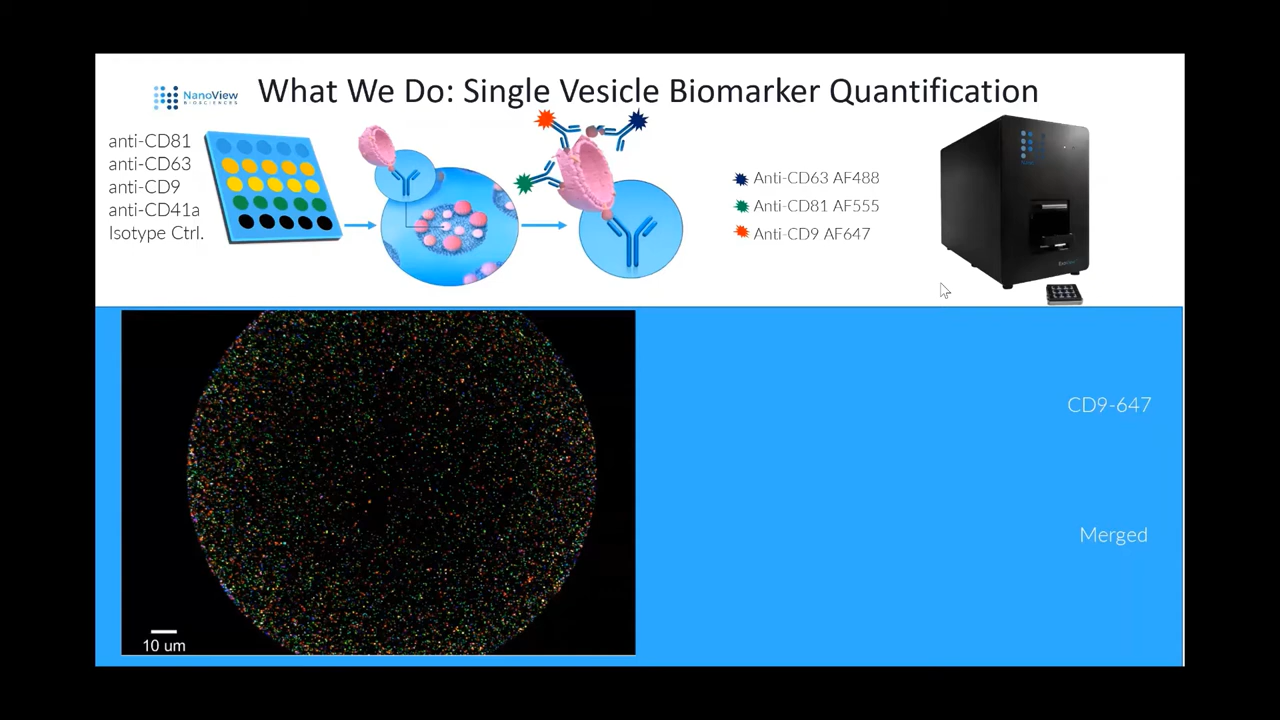 NanoView
BIOSCIENCES
What We Do: Single Vesicle Biomarker Quantification
anti-CD81
anti-CD63
anti-CD9
anti-CD41a
Isotype Ctrl.
Anti-CD63 AF488
Anti-CD81 AF555
Anti-CD9 AF647
CD9-647
Merged
10 um